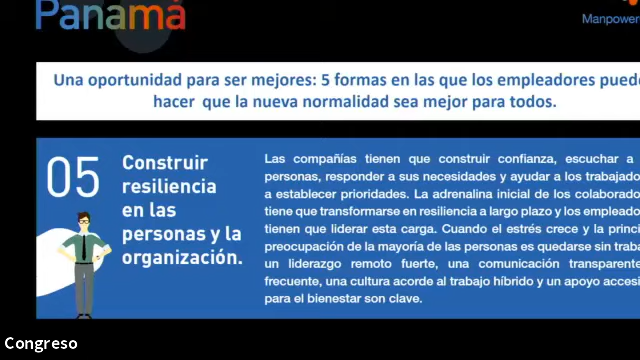 Panamá
Manpower
Una oportunidad para ser mejores: 5 formas en las que los empleadores puede
hacer que la nueva normalidad sea mejor para todos.
05
Construir
resiliencia
en las
personas y la
organización.
Las compañías tienen que construir confianza, escuchar a
personas, responder a sus necesidades y ayudar a los trabajado
a establecer prioridades. La adrenalina inicial de los colaborado
tiene que transformarse en resiliencia a largo plazo y los empleado
tienen que liderar esta carga. Cuando el estrés crece y la princi
preocupación de la mayoría de las personas es quedarse sin traba
un liderazgo remoto fuerte, una comunicación transparente
frecuente, una cultura acorde al trabajo híbrido y un apoyo accesi
para el bienestar son clave.
Congreso